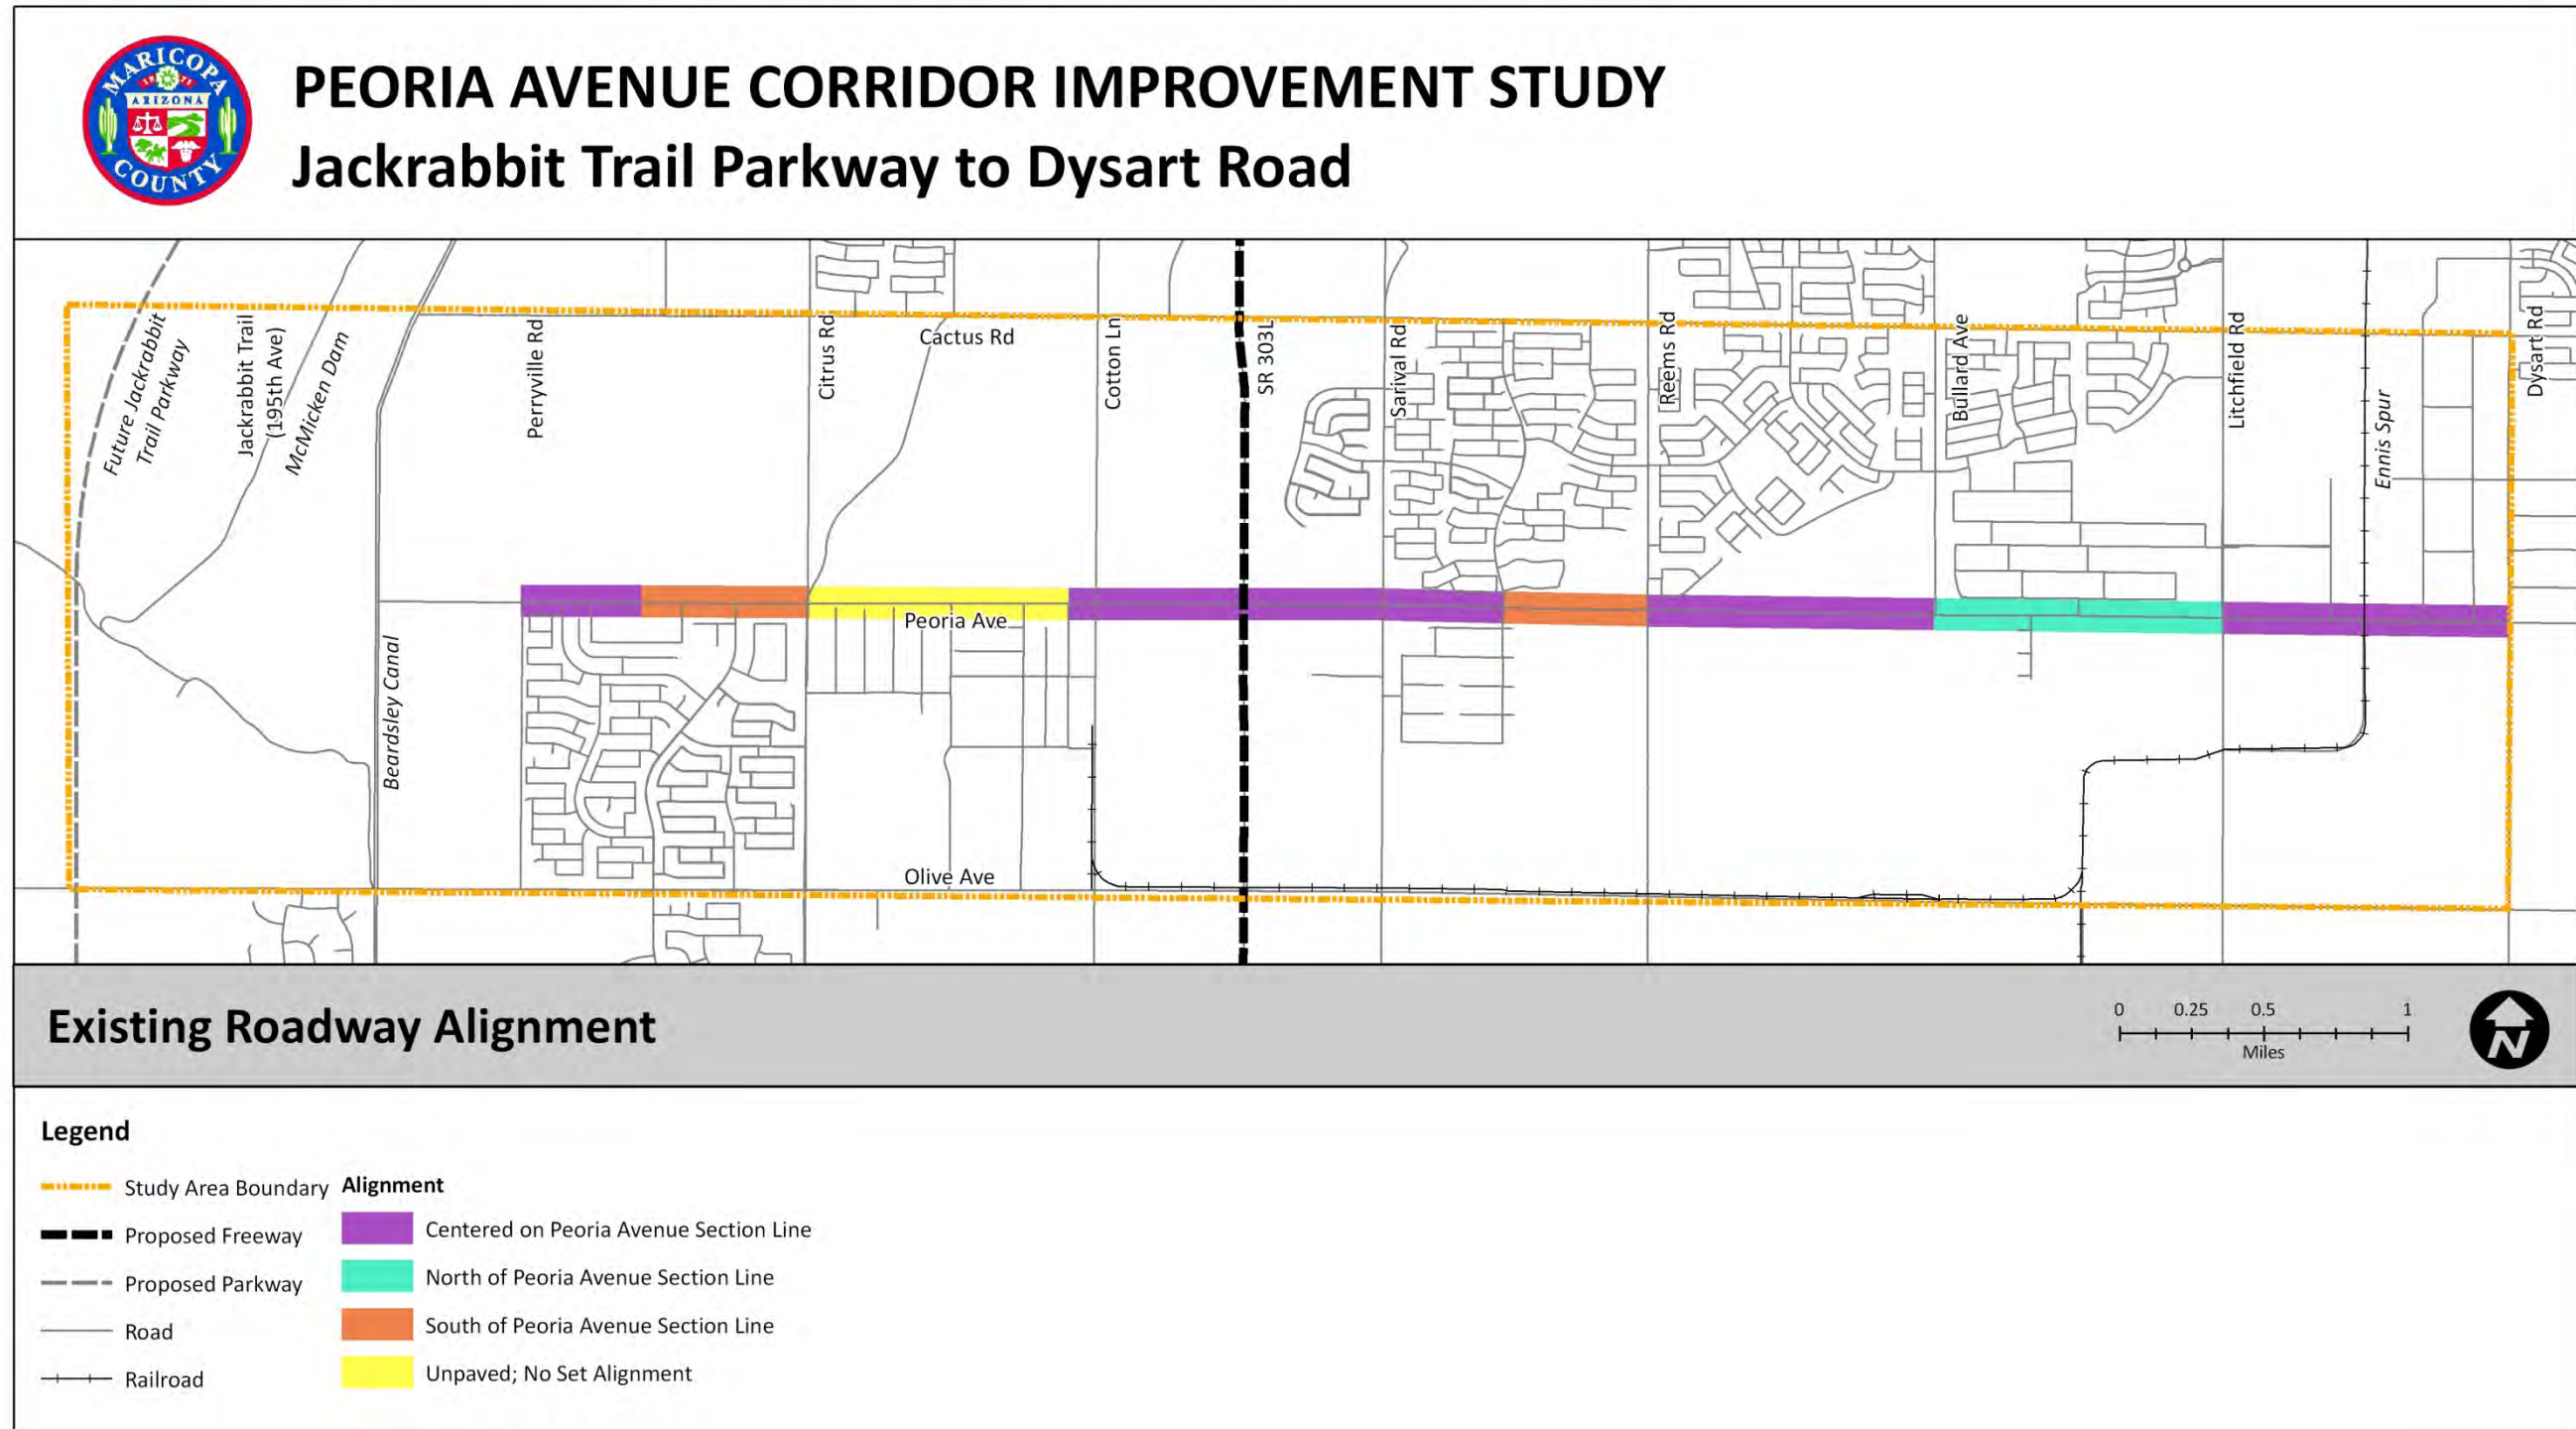 MARICOPA
1871
ARIZONA
COUNTY
PEORIA AVENUE CORRIDOR IMPROVEMENT STUDY
Jackrabbit Trail Parkway to Dysart Road
Future Jackrabbit
Trail Parkway
Jackrabbit Trail
(195th Ave)
McMicken Dam
Perryville Rd
Citrus Rd
Cactus Rd
Cotton Ln
SR 303L
Sarival Rd
Reems Rd
Bullard Ave
Litchfield Rd
Ennis Spur
Dysart Rd
Peoria Ave
Beardsley Canal
Olive Ave
Existing Roadway Alignment
0 0.25 0.5 1
Miles
N
Legend
Study Area Boundary
Proposed Freeway
Proposed Parkway
Road
Railroad
Alignment
Centered on Peoria Avenue Section Line
North of Peoria Avenue Section Line
South of Peoria Avenue Section Line
Unpaved; No Set Alignment